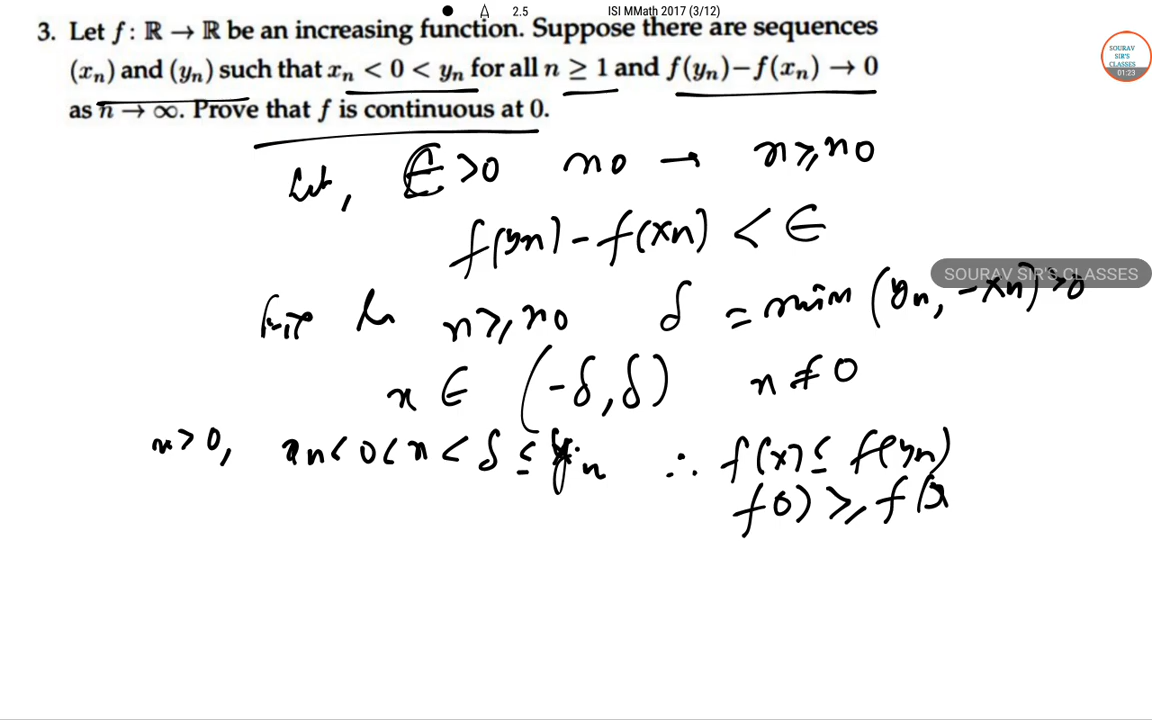 2.5 ISI MMath 2017 (3/12)
3. Let f: ℝ → ℝ be an increasing function. Suppose there are sequences
(xₙ) and (yₙ) such that xₙ < 0 < yₙ for all n ≥ 1 and f(yₙ) − f(xₙ) → 0
as n → ∞. Prove that f is continuous at 0.
SOURAV SIR'S CLASSES
01:23
Let, ∈ > 0 n0 → n ≥ n0
f(yn) - f(xn) < ∈
SOURAV SIR'S CLASSES
n ≥ n0 δ = min (yn, -xn) > 0
x ∈ (-δ, δ) x ≠ 0
x > 0, xn < 0 < x < δ ≤ yn ∴ f(x) ≤ f(yn)
f0) ≥ f(x